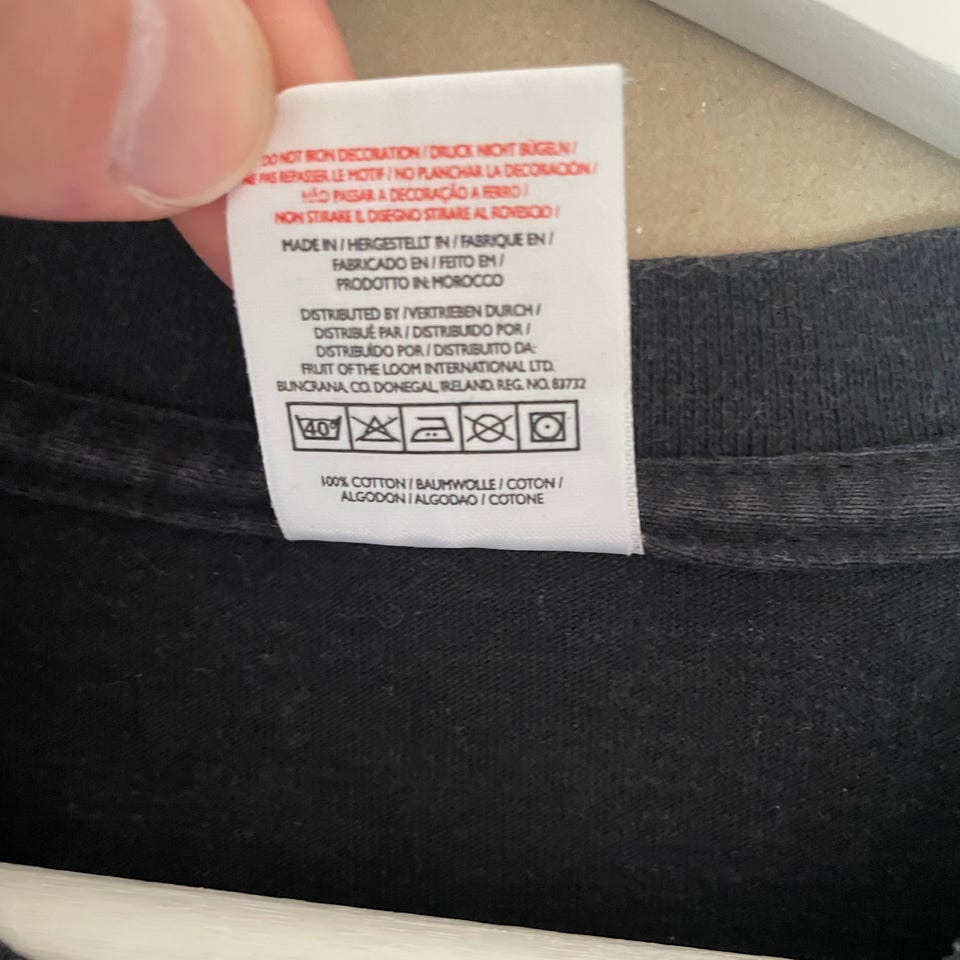 DO NOT IRON DECORATION / DRUCK NICHT BÜGELN /
NE PAS REPASSER LE MOTIF / NO PLANCHAR LA DECORACIÓN /
NÃO PASSAR A DECORAÇÃO A FERRO /
NON STIRARE IL DISEGNO STIRARE AL ROVESCIO /
MADE IN / HERGESTELLT IN / FABRIQUE EN /
FABRICADO EN / FEITO EM /
PRODOTTO IN: MOROCCO
DISTRIBUTED BY /VERTRIEBEN DURCH /
DISTRIBUÉ PAR / DISTRIBUIDO POR /
DISTRIBUÍDO POR / DISTRIBUITO DA:
FRUIT OF THE LOOM INTERNATIONAL LTD.
BUNCRANA, CO. DONEGAL, IRELAND. REG. NO. 83732
40°
100% COTTON / BAUMWOLLE / COTON /
ALGODON / ALGODAO / COTONE